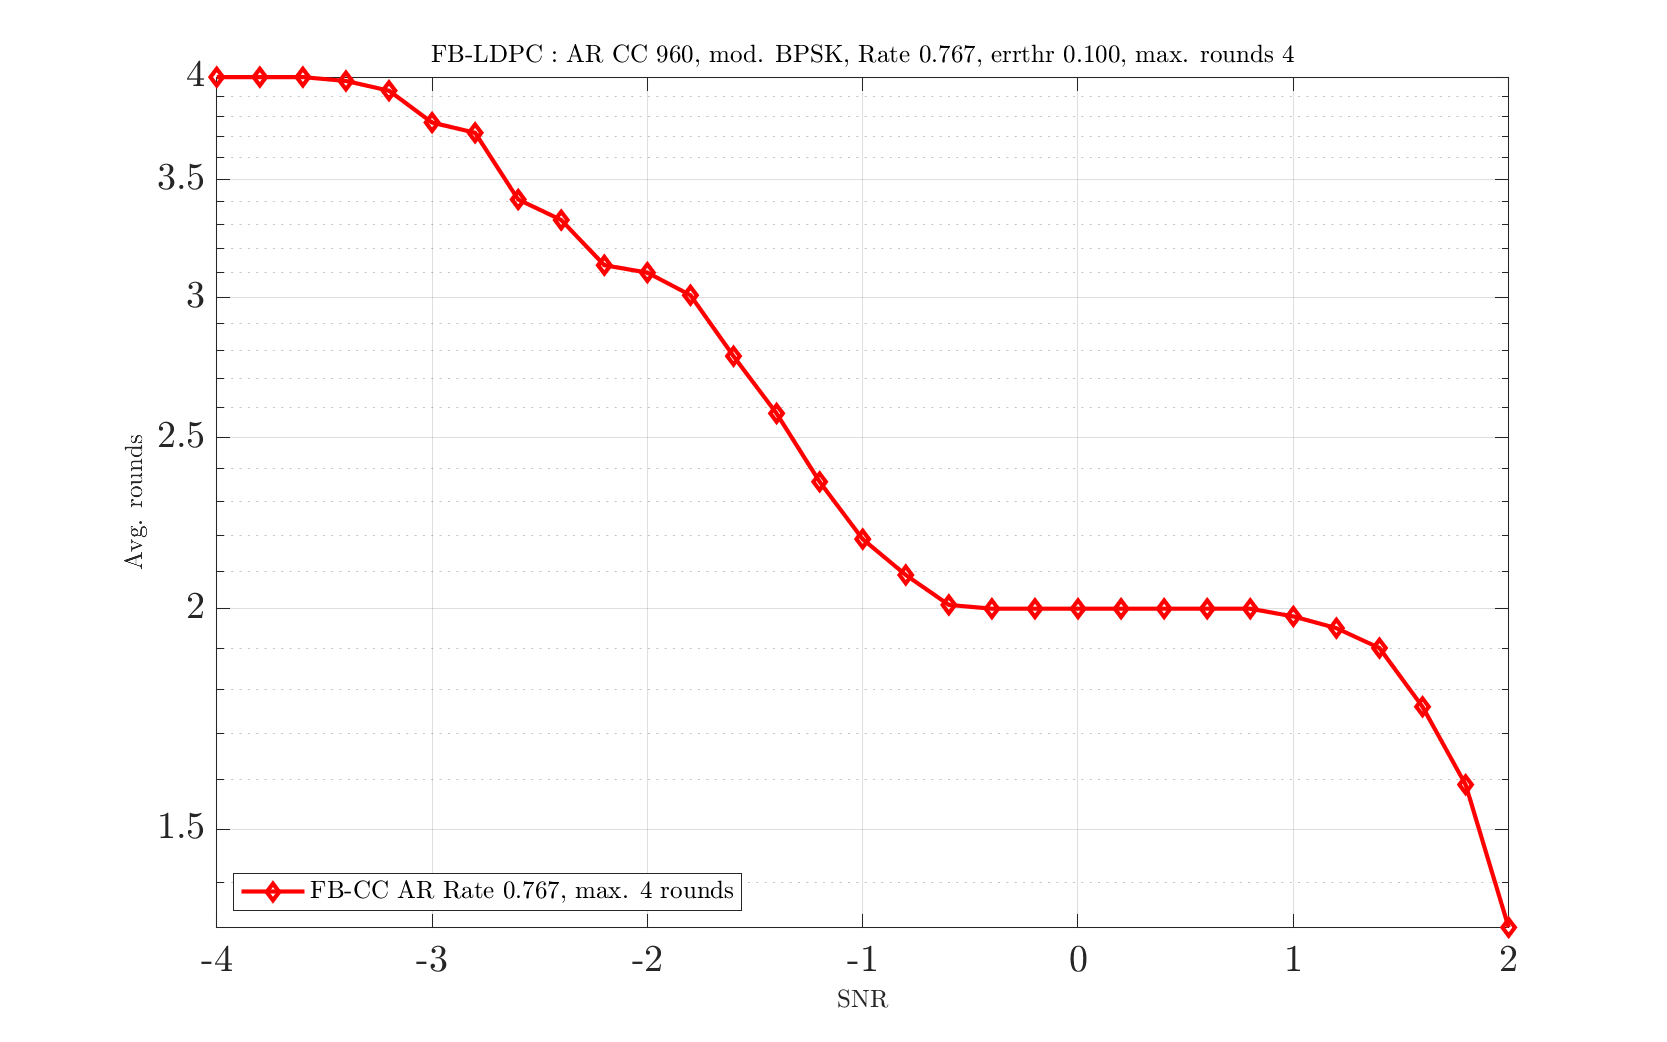 FB-LDPC : AR CC 960, mod. BPSK, Rate 0.767, errthr 0.100, max. rounds 4
4
3.5
3
2.5
2
1.5
Avg. rounds
FB-CC AR Rate 0.767, max. 4 rounds
-4 -3 -2 -1 0 1 2
SNR